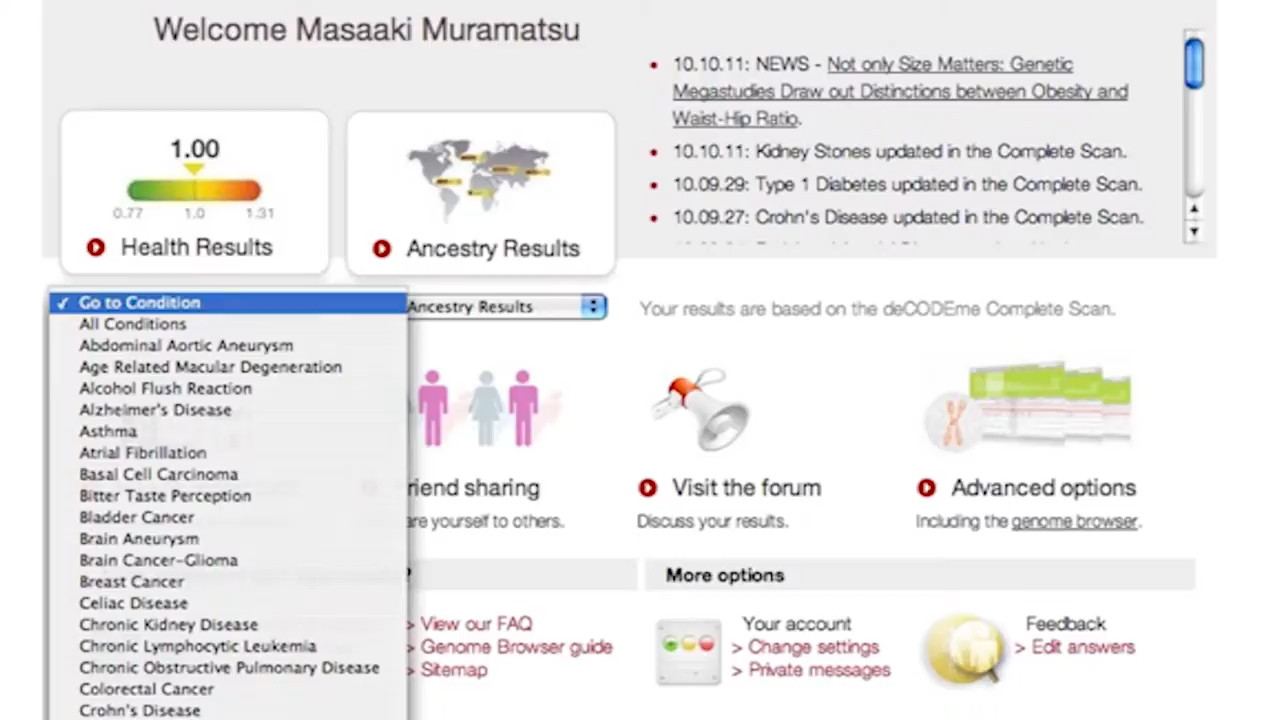 Welcome Masaaki Muramatsu
10.10.11: NEWS - Not only Size Matters: Genetic
Megastudies Draw out Distinctions between Obesity and
Waist-Hip Ratio.
10.10.11: Kidney Stones updated in the Complete Scan.
10.09.29: Type 1 Diabetes updated in the Complete Scan.
10.09.27: Crohn's Disease updated in the Complete Scan.
1.00
0.77 1.0 1.31
Health Results
Ancestry Results
✓ Go to Condition
All Conditions
Abdominal Aortic Aneurysm
Age Related Macular Degeneration
Alcohol Flush Reaction
Alzheimer's Disease
Asthma
Atrial Fibrillation
Basal Cell Carcinoma
Bitter Taste Perception
Bladder Cancer
Brain Aneurysm
Brain Cancer-Glioma
Breast Cancer
Celiac Disease
Chronic Kidney Disease
Chronic Lymphocytic Leukemia
Chronic Obstructive Pulmonary Disease
Colorectal Cancer
Crohn's Disease
Ancestry Results
Your results are based on the deCODEme Complete Scan.
riend sharing
are yourself to others.
Visit the forum
Discuss your results.
Advanced options
Including the genome browser.
?
> View our FAQ
> Genome Browser guide
> Sitemap
More options
Your account
> Change settings
> Private messages
Feedback
> Edit answers